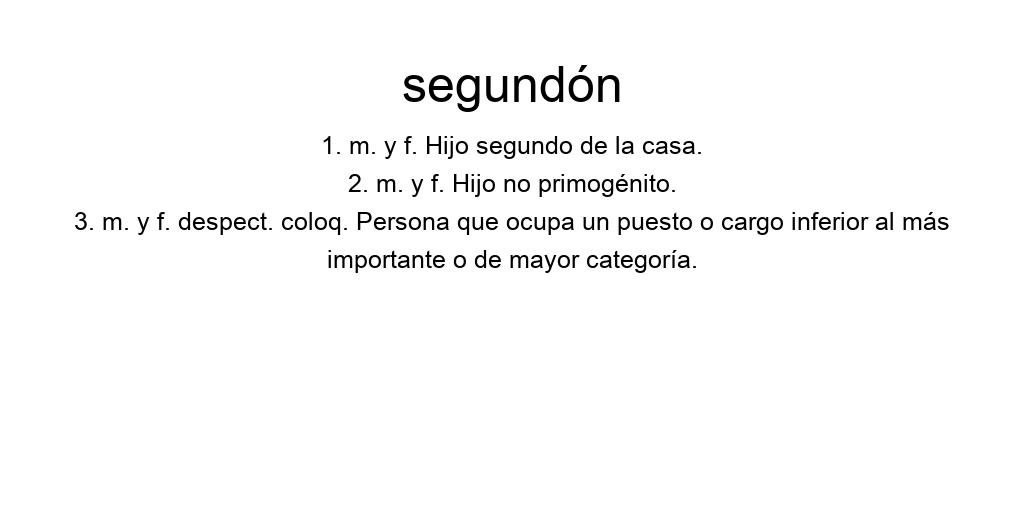 segundón
1. m. y f. Hijo segundo de la casa.
2. m. y f. Hijo no primogénito.
3. m. y f. despect. coloq. Persona que ocupa un puesto o cargo inferior al más
importante o de mayor categoría.